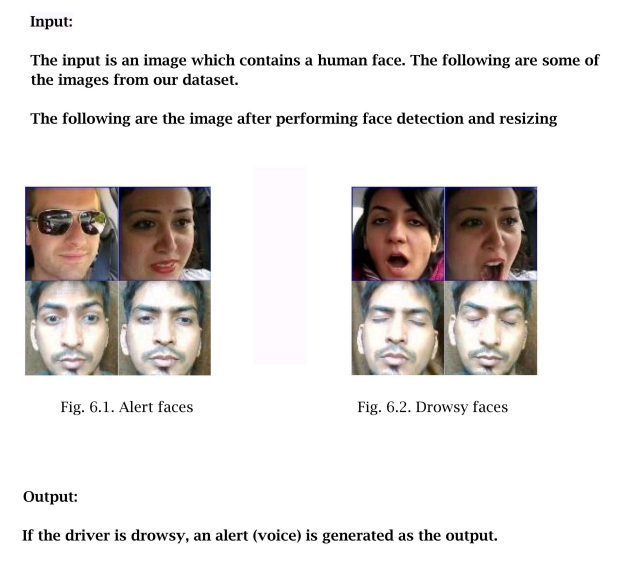 Input:
The input is an image which contains a human face. The following are some of
the images from our dataset.
The following are the image after performing face detection and resizing
Fig. 6.1. Alert faces
Fig. 6.2. Drowsy faces
Output:
If the driver is drowsy, an alert (voice) is generated as the output.